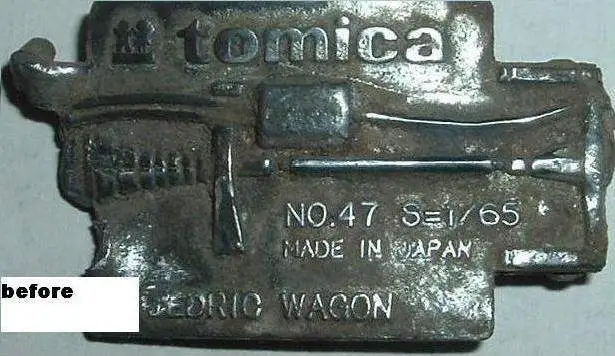 tomica
NO.47 S=1/65
MADE IN JAPAN
before
CEDRIC WAGON